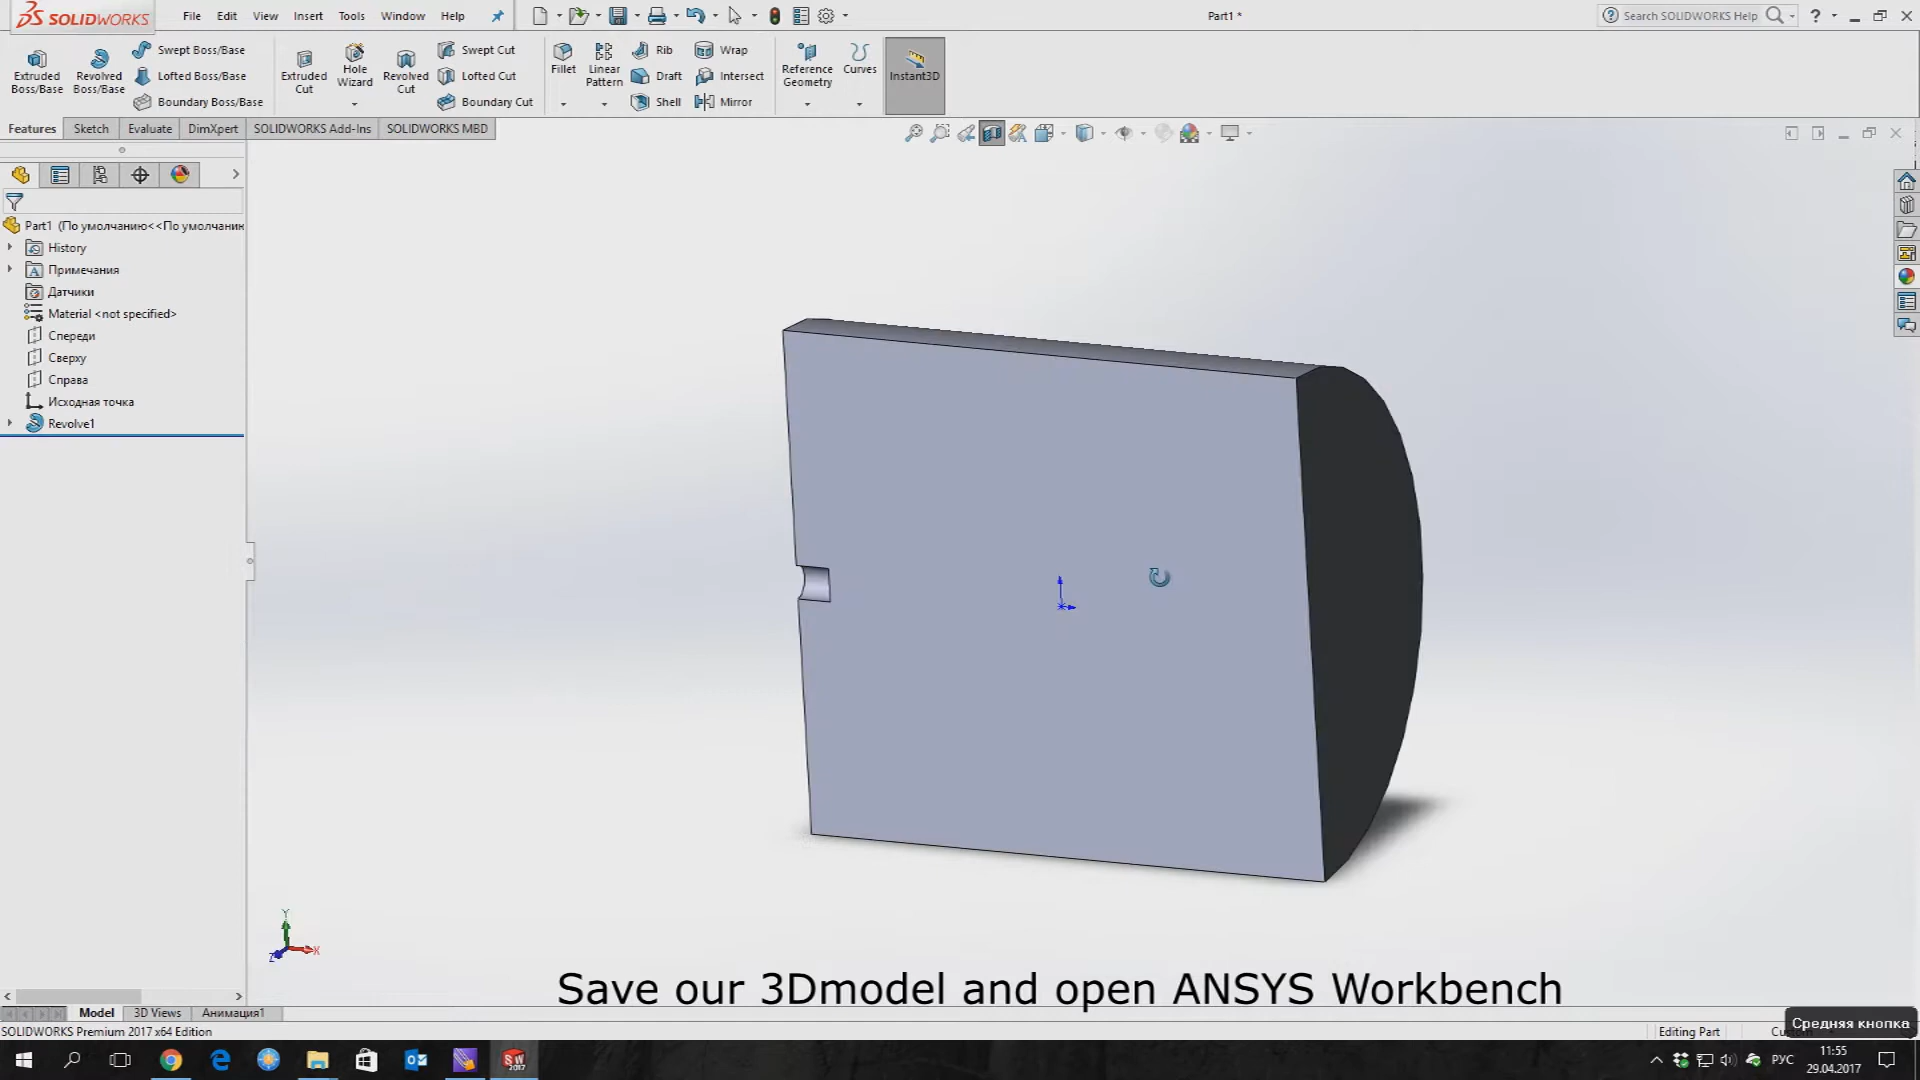 SOLIDWORKS
File Edit View Insert Tools Window Help
Part1 *
Search SOLIDWORKS Help
Extruded Boss/Base
Revolved Boss/Base
Swept Boss/Base
Lofted Boss/Base
Boundary Boss/Base
Extruded Cut
Hole Wizard
Revolved Cut
Swept Cut
Lofted Cut
Boundary Cut
Fillet
Linear Pattern
Rib
Draft
Shell
Wrap
Intersect
Mirror
Reference Geometry
Curves
Instant3D
Features Sketch Evaluate DimXpert SOLIDWORKS Add-Ins SOLIDWORKS MBD
Part1 (По умолчанию<<По умолчанию
History
Примечания
Датчики
Material <not specified>
Спереди
Сверху
Справа
Исходная точка
Revolve1
Y
X
Z
Save our 3Dmodel and open ANSYS Workbench
Model 3D Views Анимация1
SOLIDWORKS Premium 2017 x64 Edition
Editing Part
Средняя кнопка
SW 2017
РУС
11:55
29.04.2017